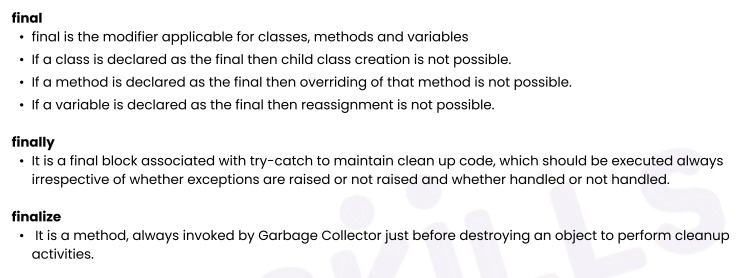 final
• final is the modifier applicable for classes, methods and variables
• If a class is declared as the final then child class creation is not possible.
• If a method is declared as the final then overriding of that method is not possible.
• If a variable is declared as the final then reassignment is not possible.
finally
• It is a final block associated with try-catch to maintain clean up code, which should be executed always
irrespective of whether exceptions are raised or not raised and whether handled or not handled.
finalize
• It is a method, always invoked by Garbage Collector just before destroying an object to perform cleanup
activities.
SKILLS